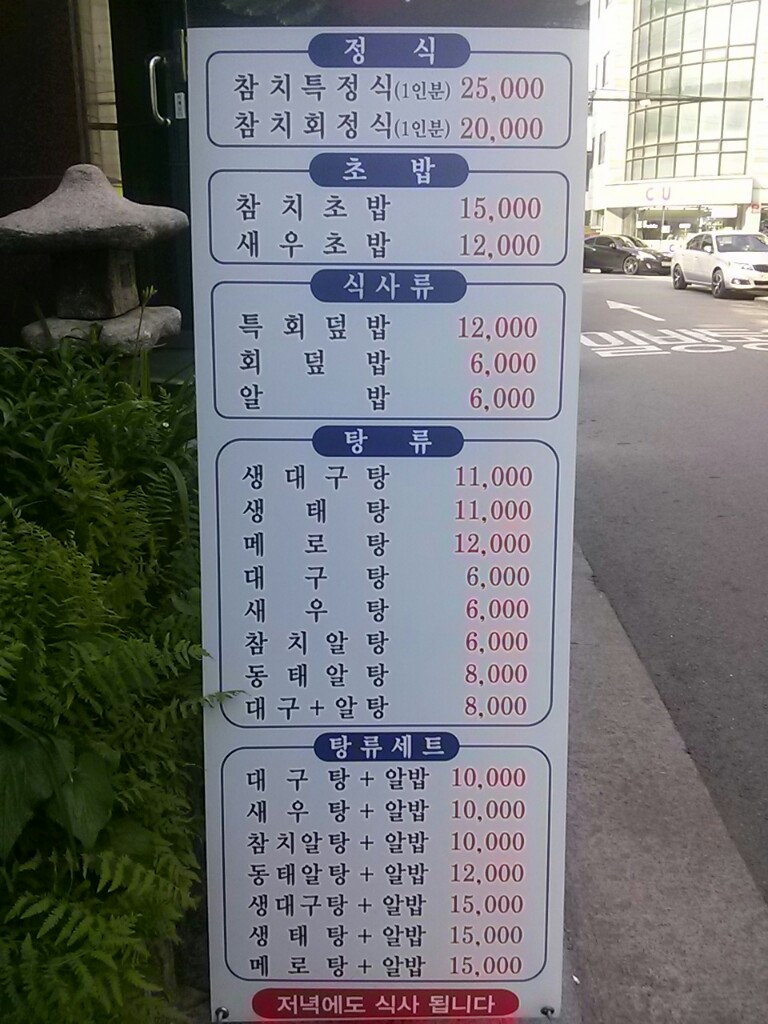 정 식
참치특정식(1인분) 25,000
참치회정식(1인분) 20,000
초 밥
참치초밥 15,000
새우초밥 12,000
식사류
특회덮밥 12,000
회덮밥 6,000
알밥 6,000
탕 류
생대구탕 11,000
생태탕 11,000
메로탕 12,000
대구탕 6,000
새우탕 6,000
참치알탕 6,000
동태알탕 8,000
대구+알탕 8,000
탕류세트
대구탕+알밥 10,000
새우탕+알밥 10,000
참치알탕+알밥 10,000
동태알탕+알밥 12,000
생대구탕+알밥 15,000
생태탕+알밥 15,000
메로탕+알밥 15,000
저녁에도 식사 됩니다
CU
일방통